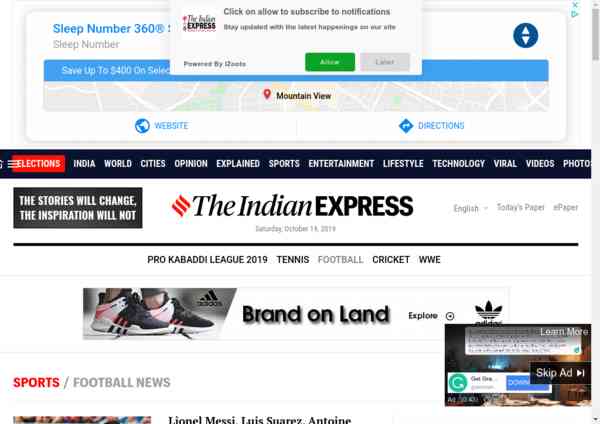 Click on allow to subscribe to notifications
Stay updated with the latest happenings on our site
Powered By iZooto
Allow
Later
Sleep Number 360® S
Sleep Number
Save Up To $400 On Selec
Mountain View
WEBSITE
DIRECTIONS
ELECTIONS INDIA WORLD CITIES OPINION EXPLAINED SPORTS ENTERTAINMENT LIFESTYLE TECHNOLOGY VIRAL VIDEOS PHOTOS
THE STORIES WILL CHANGE,
THE INSPIRATION WILL NOT
The Indian EXPRESS
English
Today's Paper
ePaper
Saturday, October 19, 2019
PRO KABADDI LEAGUE 2019 TENNIS FOOTBALL CRICKET WWE
adidas
Brand on Land
Explore
adidas
Learn More
Get Gra...
DOWNLOAD
Skip Ad
Ad (0:43)
SPORTS / FOOTBALL NEWS
Lionel Messi, Luis Suarez, Antoine